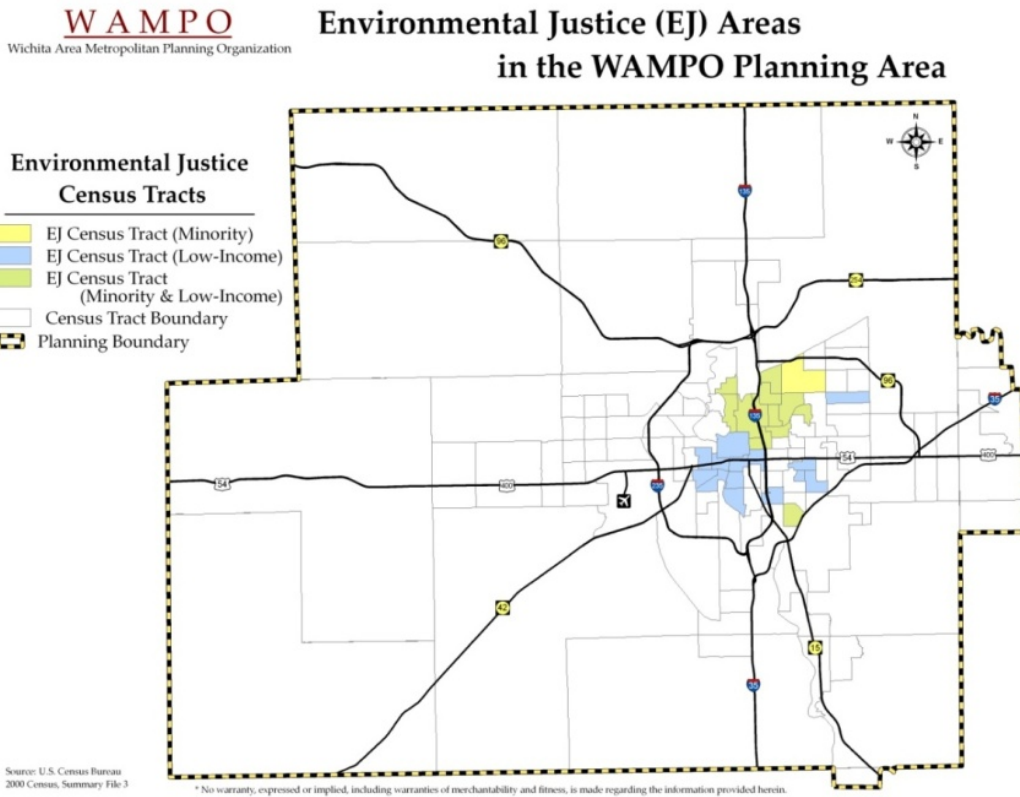 WAMPO
Wichita Area Metropolitan Planning Organization
Environmental Justice (EJ) Areas
in the WAMPO Planning Area
N
W E
S
Environmental Justice
Census Tracts
EJ Census Tract (Minority)
EJ Census Tract (Low-Income)
EJ Census Tract
(Minority & Low-Income)
Census Tract Boundary
Planning Boundary
135
96
254
96
35
135
54
400
54
400
235
42
15
35
Source: U.S. Census Bureau
2000 Census, Summary File 3
* No warranty, expressed or implied, including warranties of merchantability and fitness, is made regarding the information provided herein.